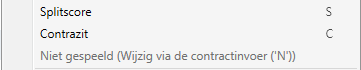 Splitscore S
Contrazit C
Niet gespeeld (Wijzig via de contractinvoer ('N'))